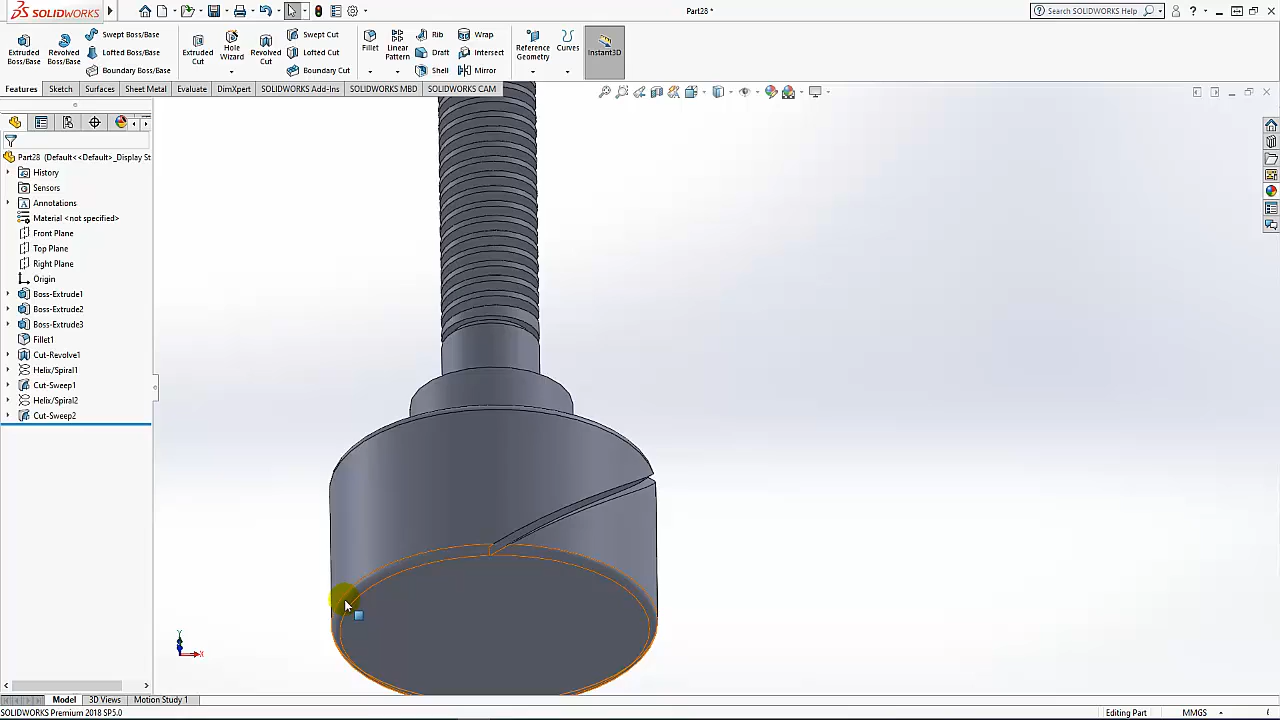 SOLIDWORKS
Part28 *
Search SOLIDWORKS Help
Extruded Boss/Base
Revolved Boss/Base
Swept Boss/Base
Lofted Boss/Base
Boundary Boss/Base
Extruded Cut
Hole Wizard
Revolved Cut
Swept Cut
Lofted Cut
Boundary Cut
Fillet
Linear Pattern
Rib
Draft
Shell
Wrap
Intersect
Mirror
Reference Geometry
Curves
Instant3D
Features
Sketch
Surfaces
Sheet Metal
Evaluate
DimXpert
SOLIDWORKS Add-Ins
SOLIDWORKS MBD
SOLIDWORKS CAM
Part28 (Default<<Default>_Display St
History
Sensors
Annotations
Material <not specified>
Front Plane
Top Plane
Right Plane
Origin
Boss-Extrude1
Boss-Extrude2
Boss-Extrude3
Fillet1
Cut-Revolve1
Helix/Spiral1
Cut-Sweep1
Helix/Spiral2
Cut-Sweep2
Y
X
Model
3D Views
Motion Study 1
SOLIDWORKS Premium 2018 SP5.0
Editing Part
MMGS